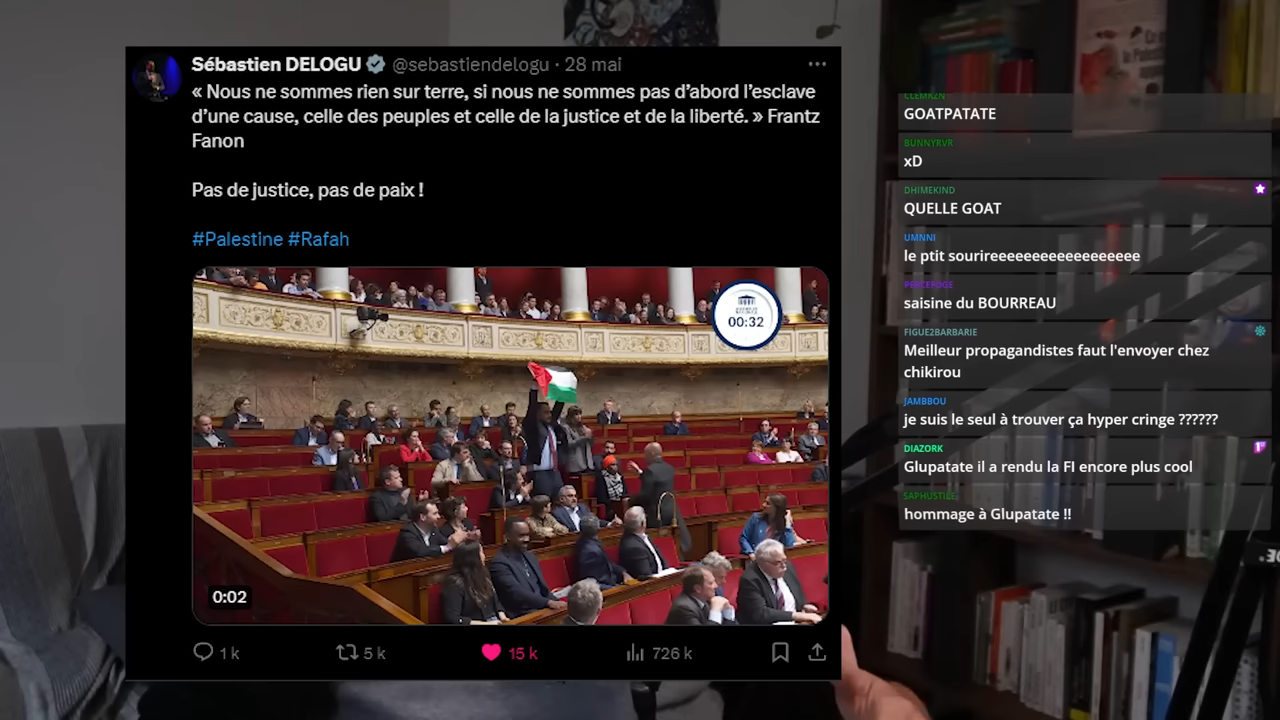 Sébastien DELOGU @sebastiendelogu · 28 mai
« Nous ne sommes rien sur terre, si nous ne sommes pas d'abord l'esclave
d'une cause, celle des peuples et celle de la justice et de la liberté. » Frantz
Fanon
Pas de justice, pas de paix !
#Palestine #Rafah
00:32
0:02
1 k
5 k
15 k
726 k
CLEMRZN
GOATPATATE
BUNNYRVR
xD
DHIMEKIND
QUELLE GOAT
UMNNI
le ptit sourireeeeeeeeeeeeeeeeee
saisine du BOURREAU
FIGUE2BARBARIE
Meilleur propagandistes faut l'envoyer chez
chikirou
JAMBBOU
je suis le seul à trouver ça hyper cringe ??????
DIAZORK
Glupatate il a rendu la FI encore plus cool
SAPHUSTILE
hommage à Glupatate !!